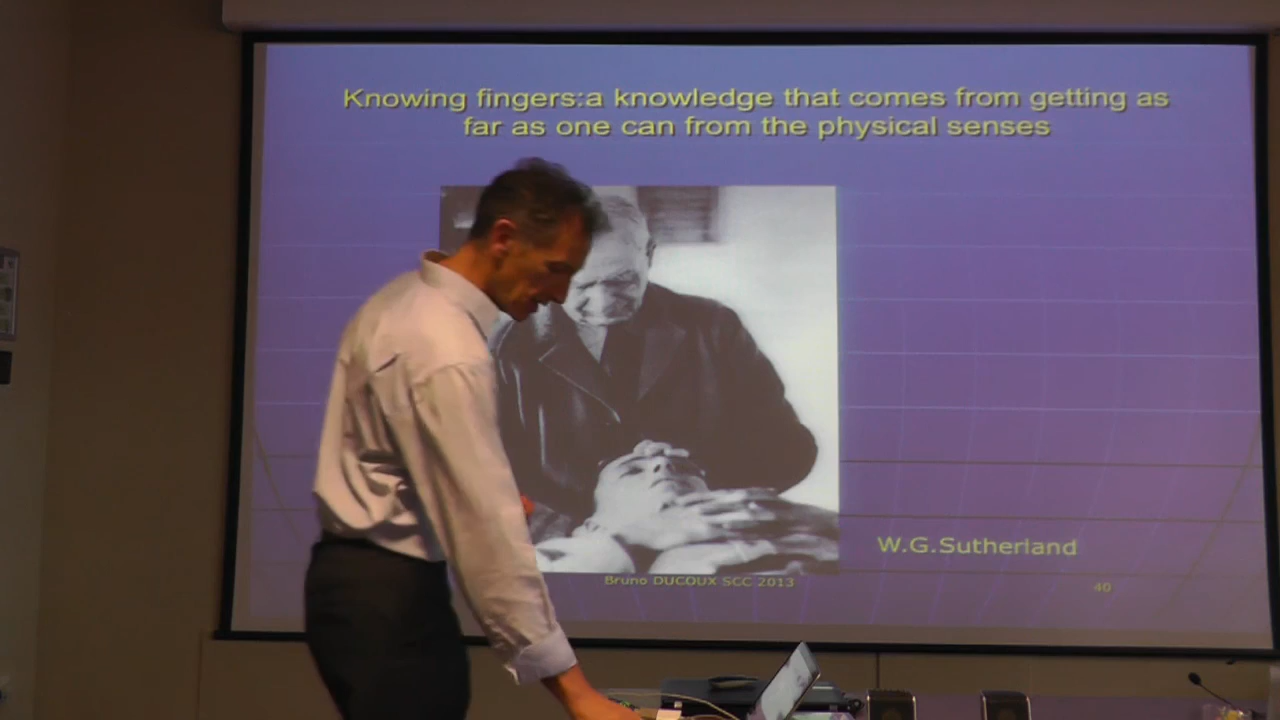 Knowing fingers:a knowledge that comes from getting as
far as one can from the physical senses
W.G.Sutherland
Bruno DUCOUX SCC 2013
40